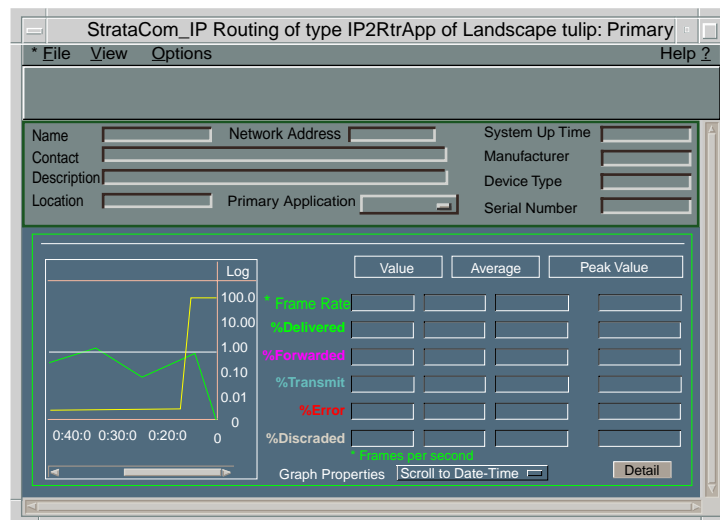 StrataCom_IP Routing of type IP2RtrApp of Landscape tulip: Primary
* File View Options Help ?
Name Network Address System Up Time
Contact Manufacturer
Description Device Type
Location Primary Application Serial Number
Value Average Peak Value
Log
100.0
10.00
1.00
0.10
0.01
0
0:40:0 0:30:0 0:20:0 0
* Frame Rate
%Delivered
%Forwarded
%Transmit
%Error
%Discraded
* Frames per second
Graph Properties Scroll to Date-Time Detail